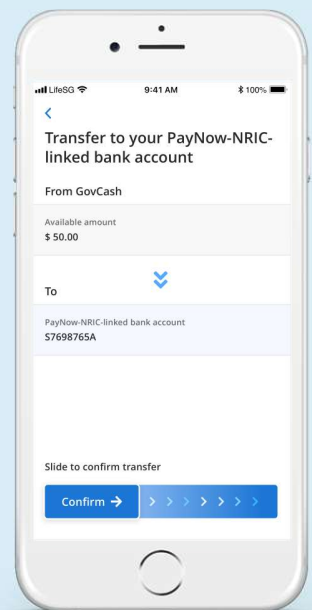 LifeSG 9:41 AM 100%
Transfer to your PayNow-NRIC-
linked bank account
From GovCash
Available amount
$ 50.00
To
PayNow-NRIC-linked bank account
S7698765A
Slide to confirm transfer
Confirm